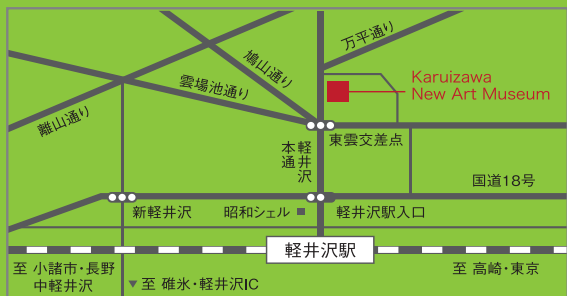 万平通り
鳩山通り
雲場池通り
離山通り
Karuizawa
New Art Museum
東雲交差点
軽井沢
本通
国道18号
新軽井沢
昭和シェル
軽井沢駅入口
軽井沢駅
至 小諸市・長野
中軽井沢
至 碓氷・軽井沢IC
至 高崎・東京